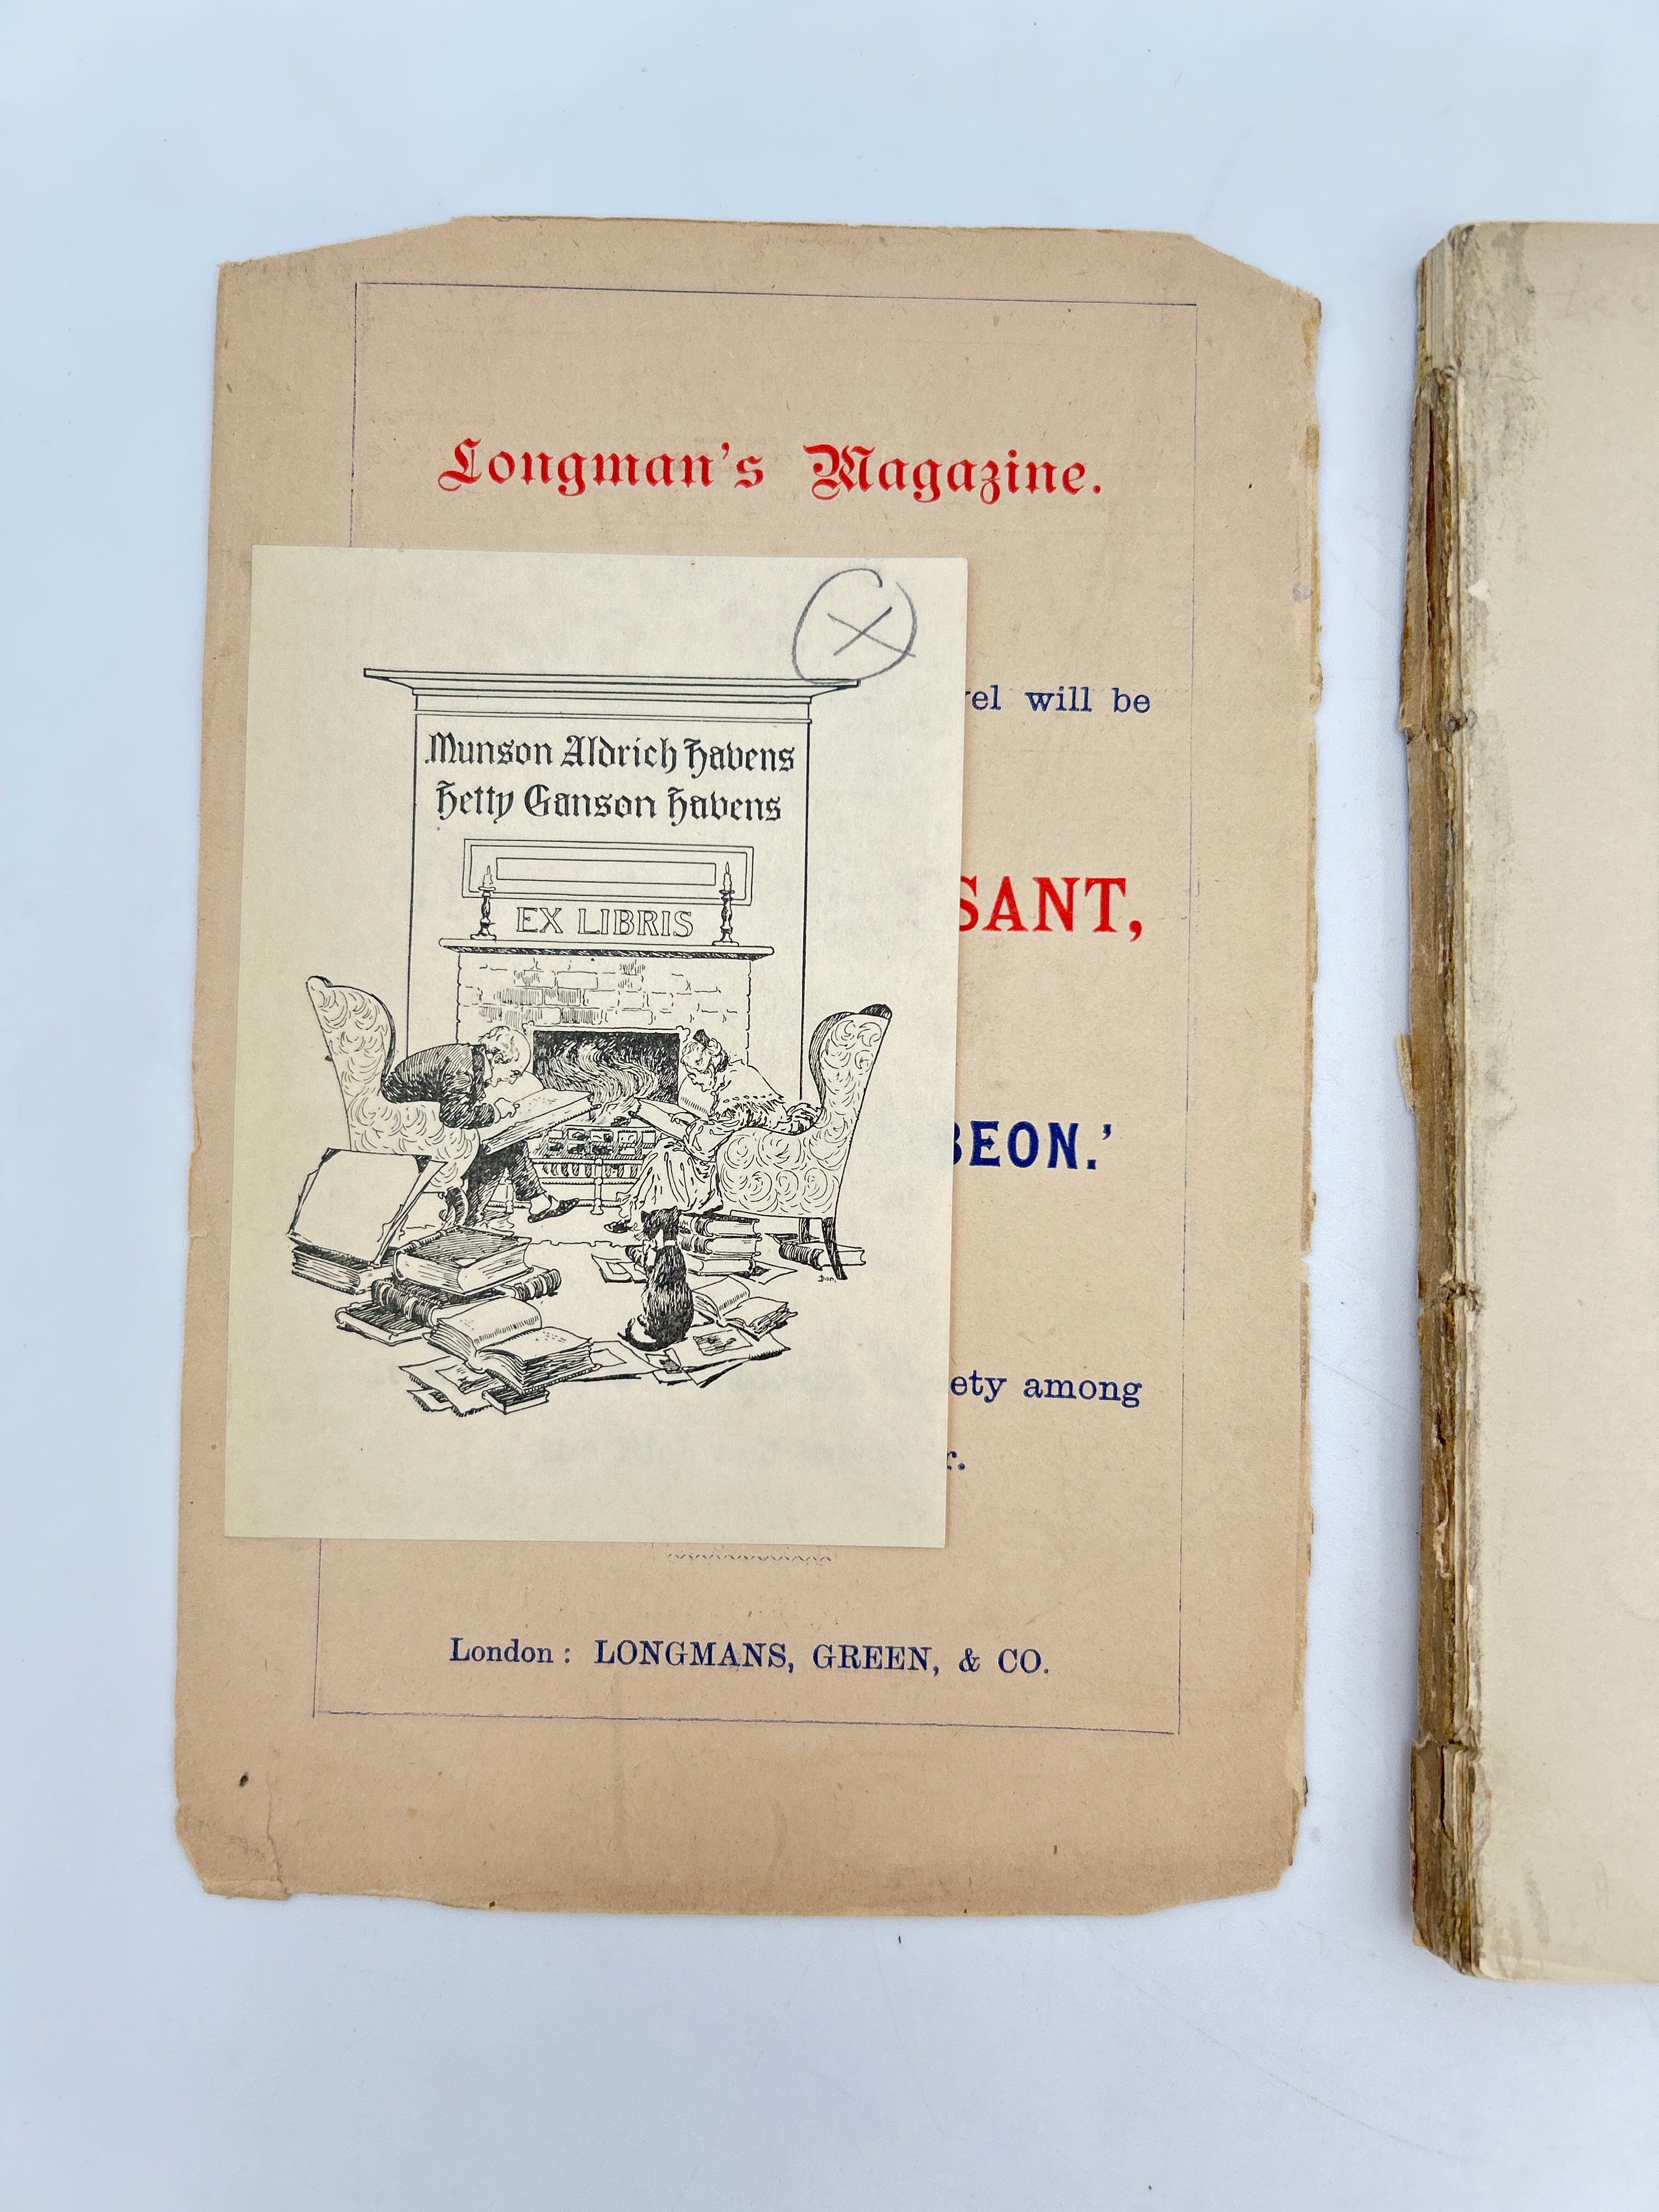 Longman's Magazine.
will be
Munson Aldrich Havens
Hetty Ganson Havens
SANT,
EX LIBRIS
BEON.'
ety among
r.
London: LONGMANS, GREEN, & CO.